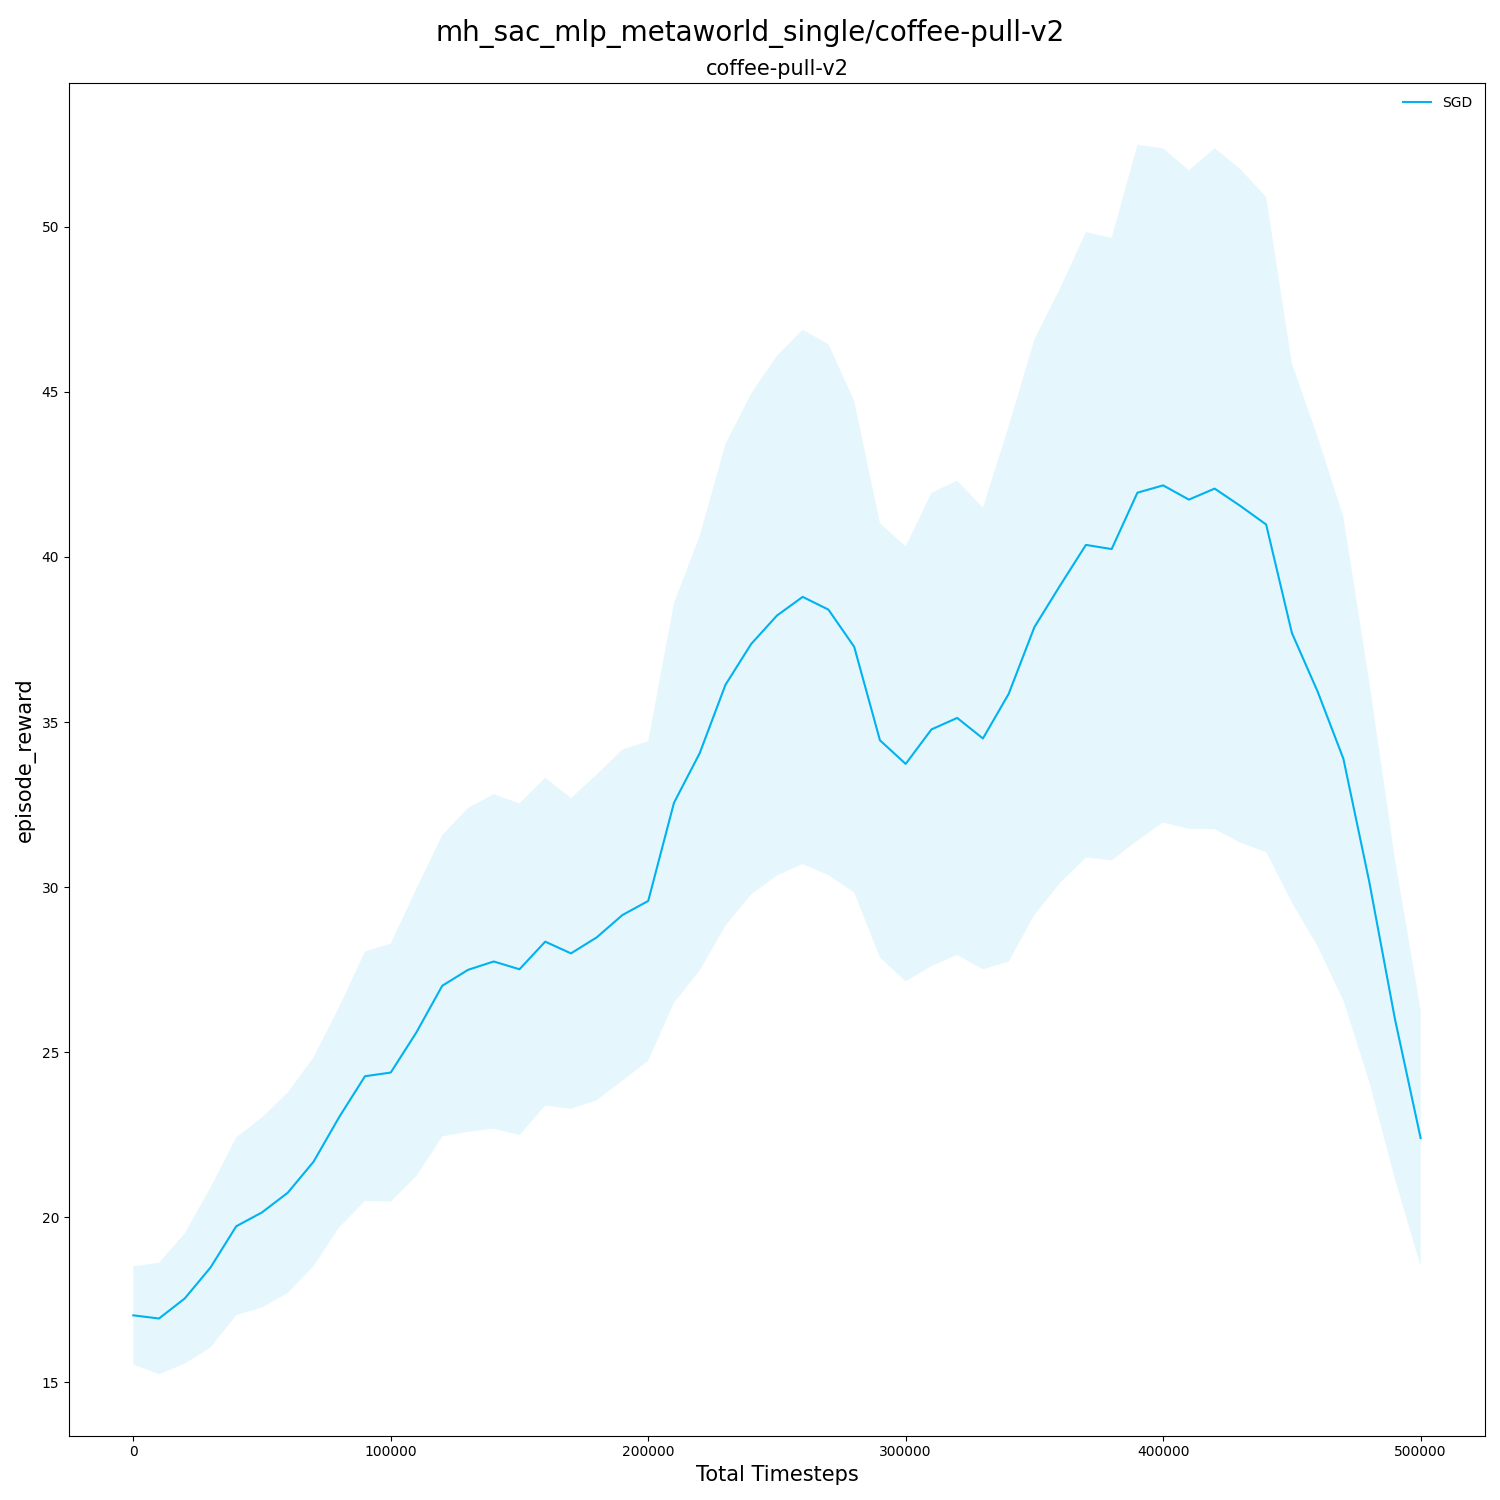 mh_sac_mlp_metaworld_single/coffee-pull-v2
coffee-pull-v2
SGD
50
45
40
35
30
25
20
15
episode_reward
0 100000 200000 300000 400000 500000
Total Timesteps